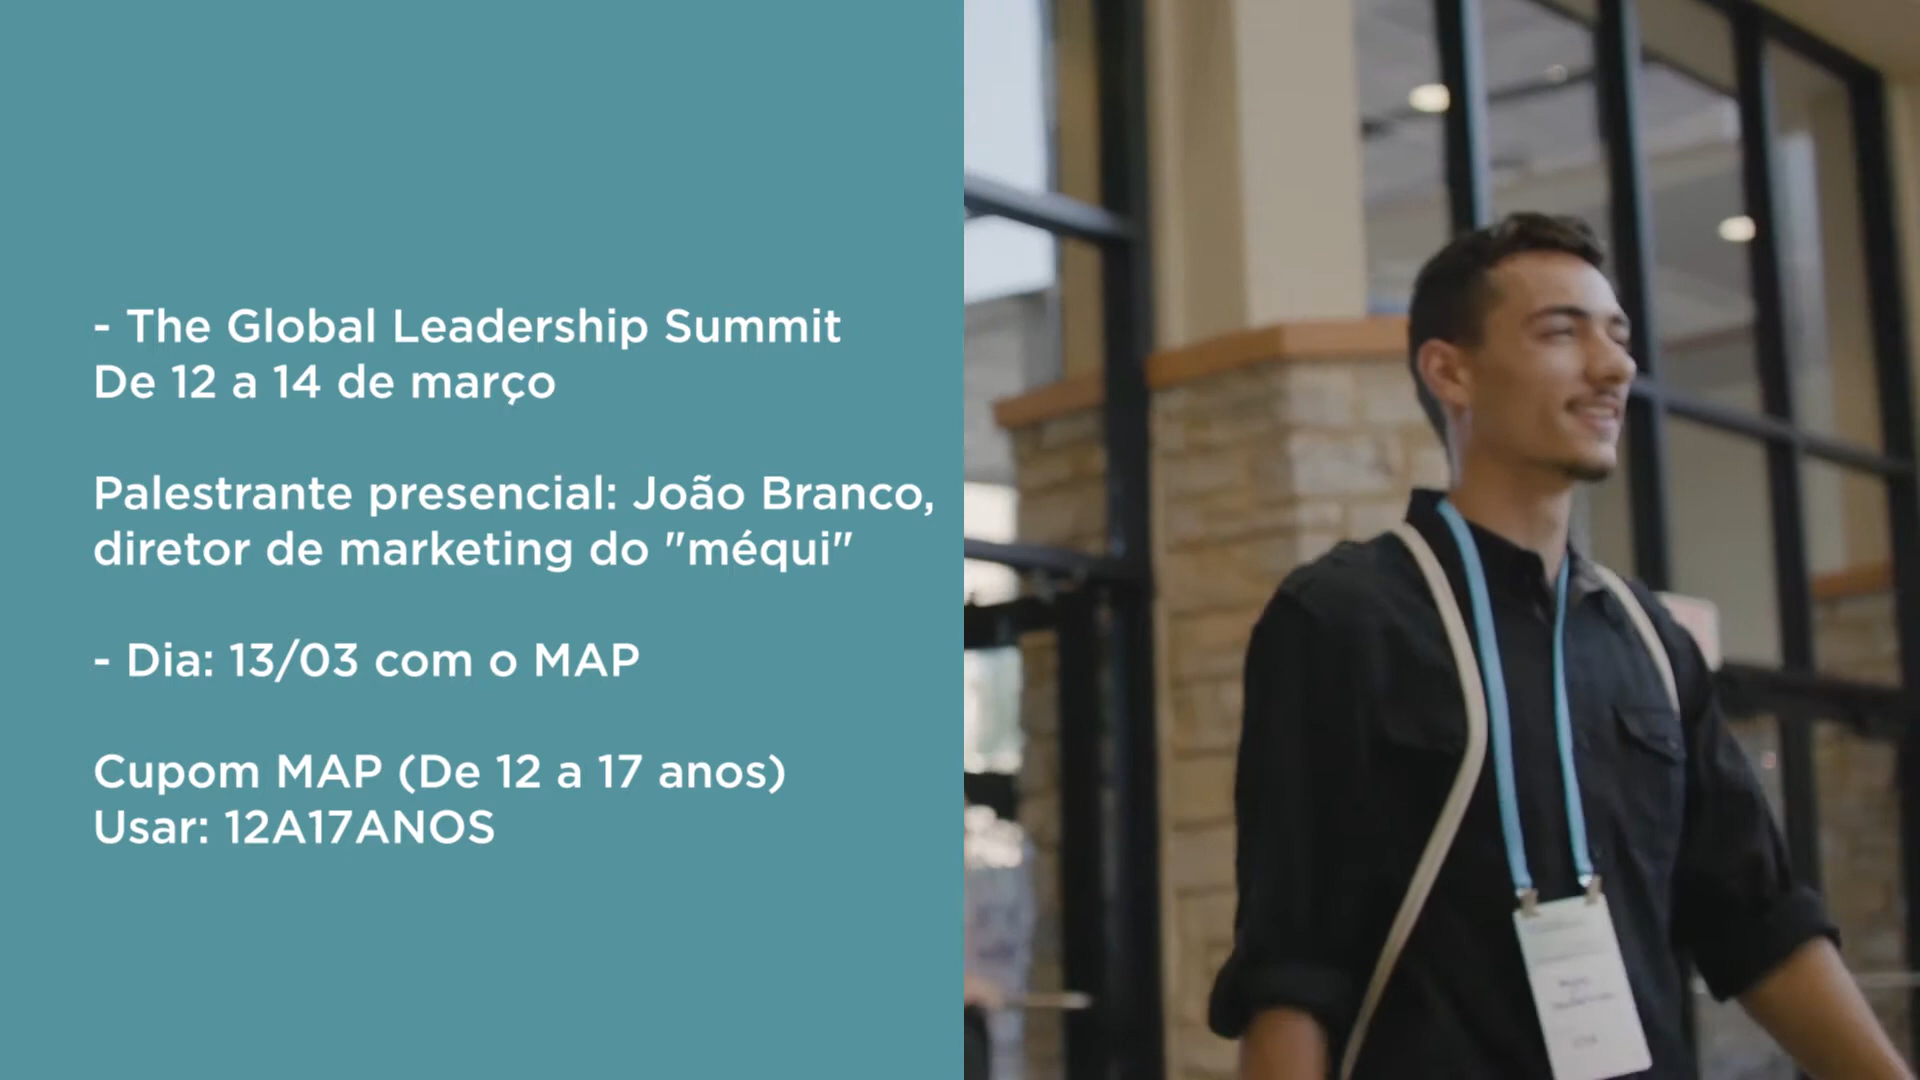 - The Global Leadership Summit
De 12 a 14 de março
Palestrante presencial: João Branco,
diretor de marketing do "méqui"
- Dia: 13/03 com o MAP
Cupom MAP (De 12 a 17 anos)
Usar: 12A17ANOS